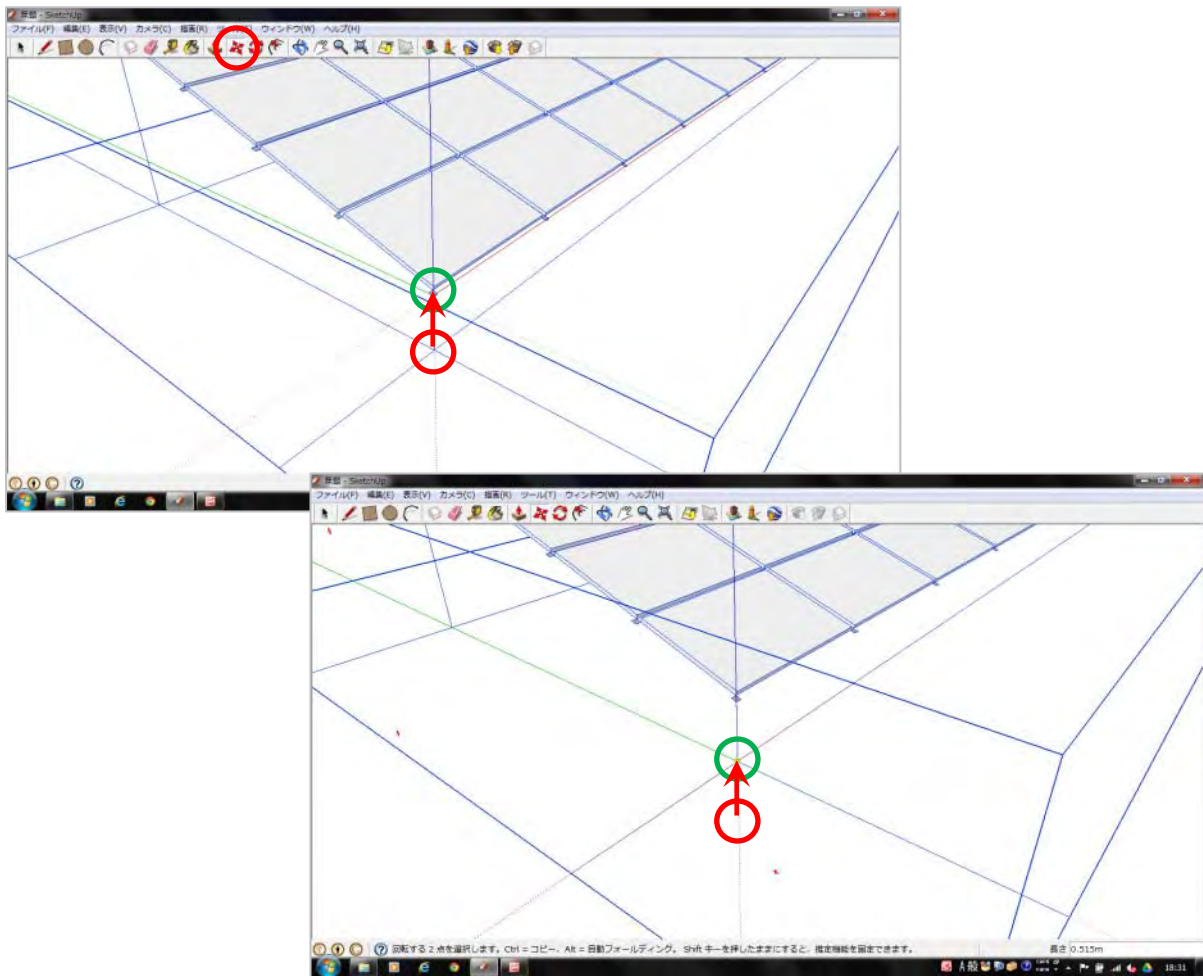 無題 - SketchUp
ファイル(F) 編集(E) 表示(V) カメラ(C) 描画(R) ウィンドウ(W) ヘルプ(H)
無題 - SketchUp
ファイル(F) 編集(E) 表示(V) カメラ(C) 描画(R) ツール(T) ウィンドウ(W) ヘルプ(H)
回転する 2 点を選択します。Ctrl = コピー、Alt = 自動フォールディング。Shift キーを押したままにすると、推定機能を固定できます。 長さ 0.515m
A 般 18:31